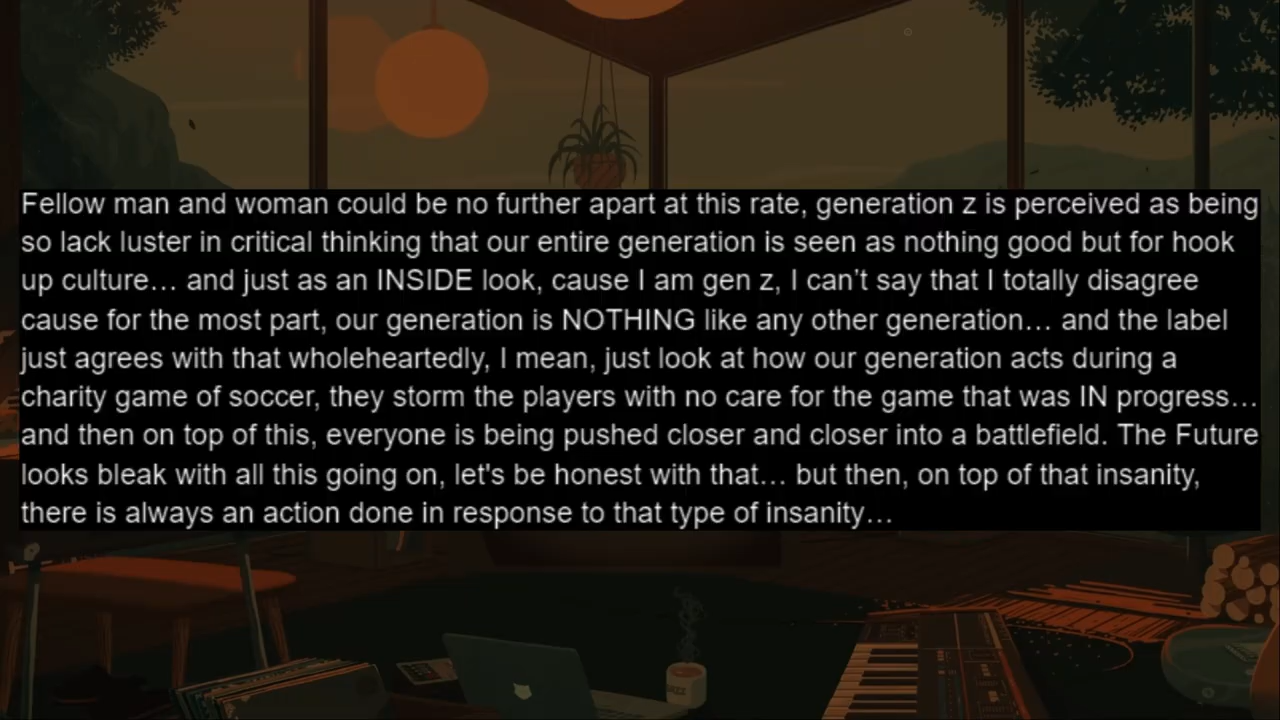 Fellow man and woman could be no further apart at this rate, generation z is perceived as being
so lack luster in critical thinking that our entire generation is seen as nothing good but for hook
up culture… and just as an INSIDE look, cause I am gen z, I can’t say that I totally disagree
cause for the most part, our generation is NOTHING like any other generation… and the label
just agrees with that wholeheartedly, I mean, just look at how our generation acts during a
charity game of soccer, they storm the players with no care for the game that was IN progress…
and then on top of this, everyone is being pushed closer and closer into a battlefield. The Future
looks bleak with all this going on, let's be honest with that… but then, on top of that insanity,
there is always an action done in response to that type of insanity…